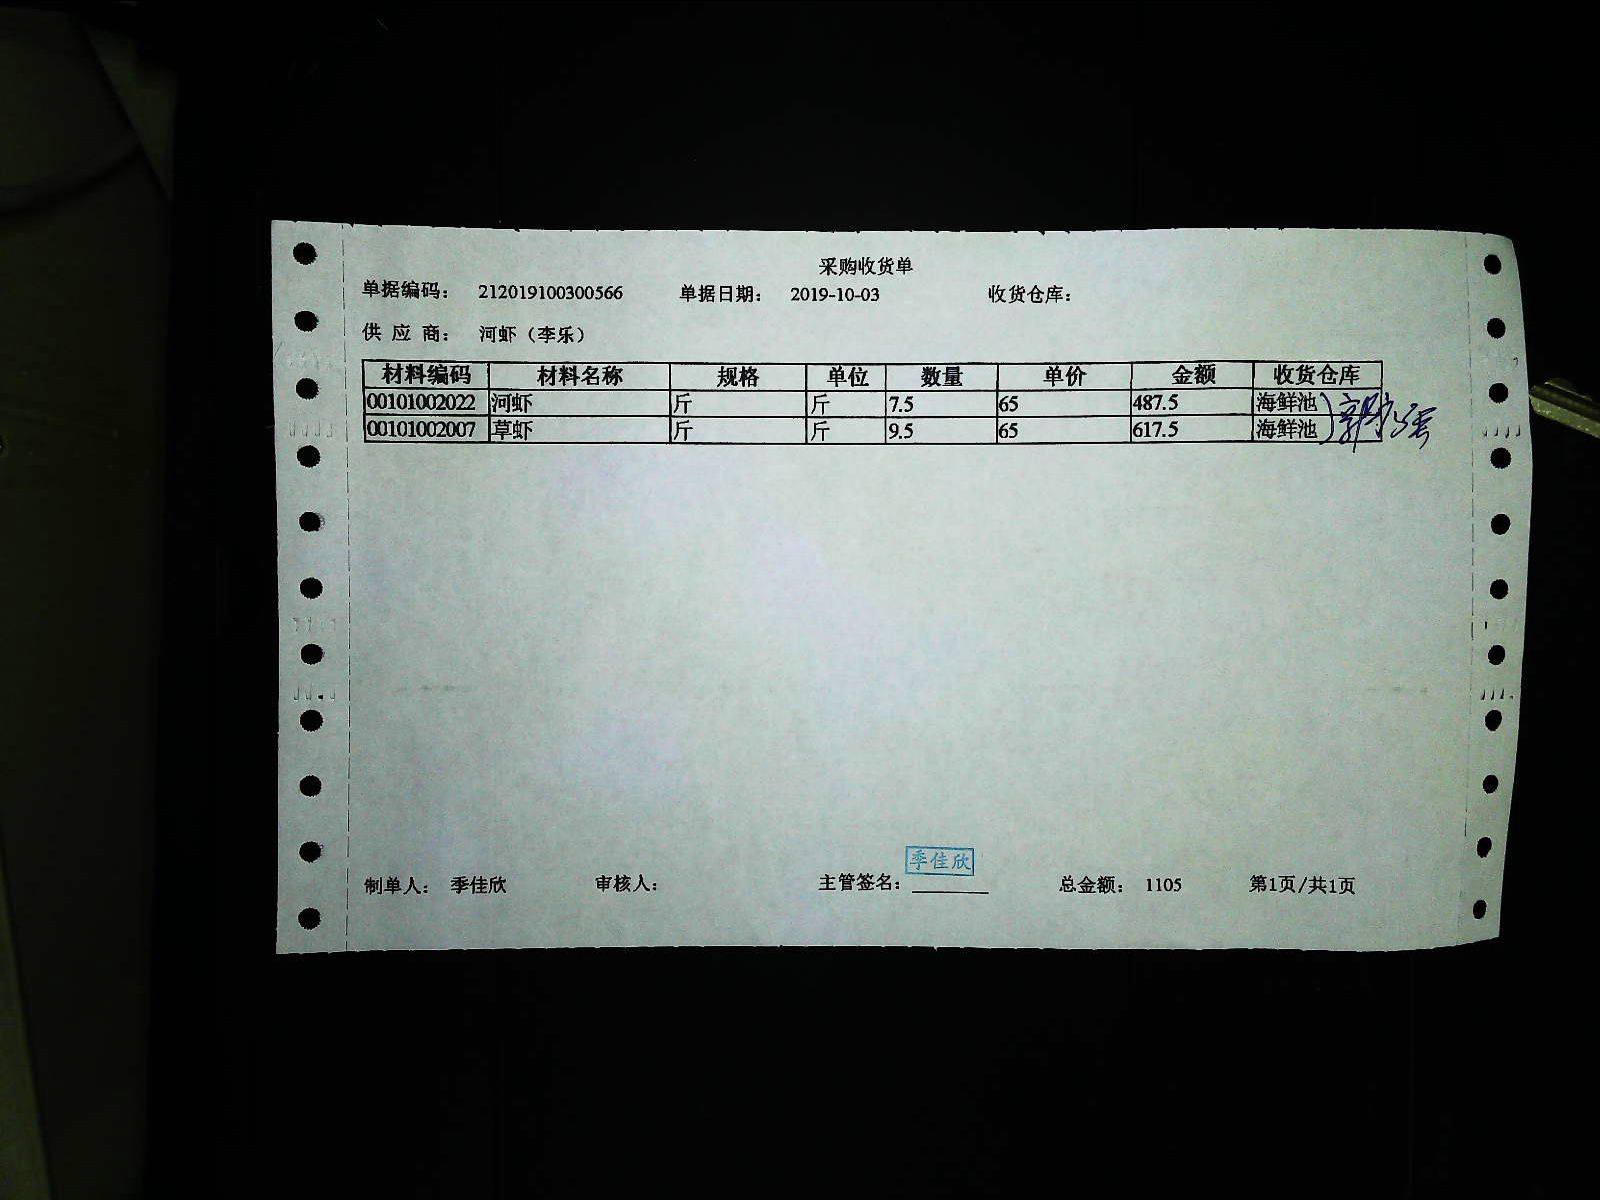 采购收货单
单据编码： 212019100300566 单据日期： 2019-10-03 收货仓库：
供 应 商： 河虾（李乐）
材料编码 材料名称 规格 单位 数量 单价 金额 收货仓库
00101002022 河虾 斤 斤 7.5 65 487.5 海鲜池
00101002007 草虾 斤 斤 9.5 65 617.5 海鲜池
季佳欣
制单人： 季佳欣 审核人： 主管签名： 总金额： 1105 第1页/共1页